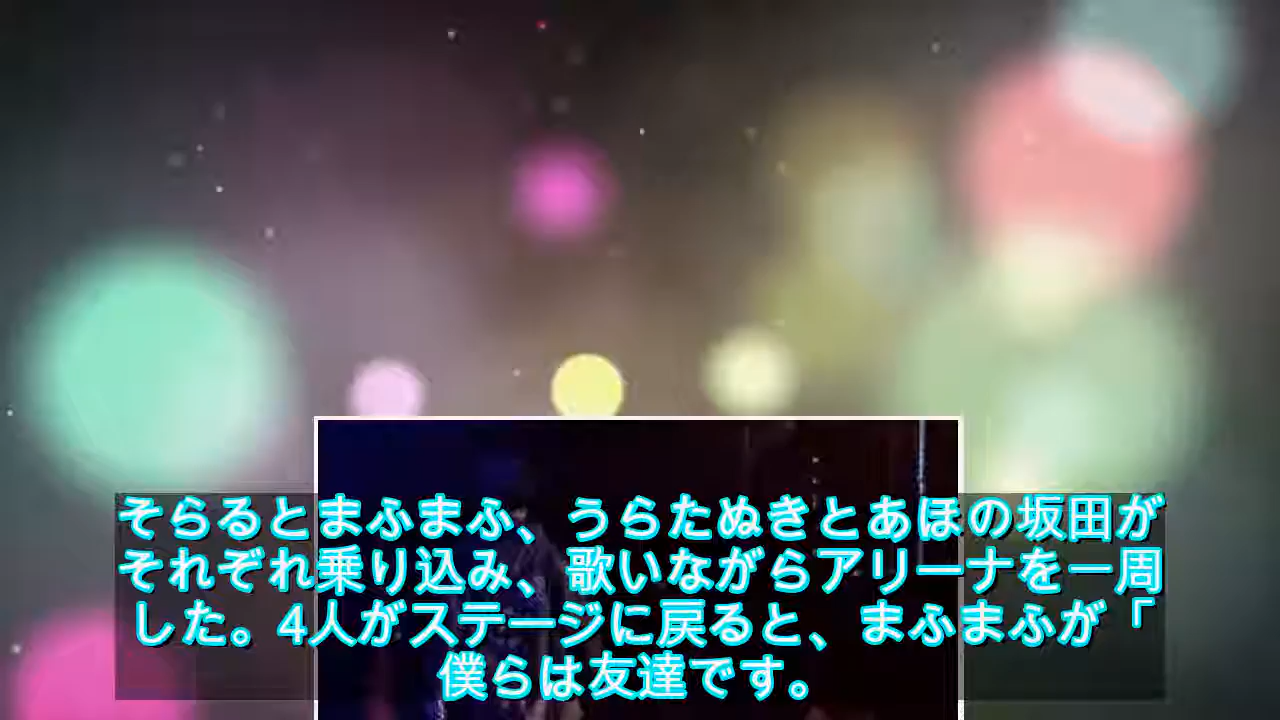 そらるとまふまふ、うらたぬきとあほの坂田が
それぞれ乗り込み、歌いながらアリーナを一周
した。4人がステージに戻ると、まふまふが「
僕らは友達です。